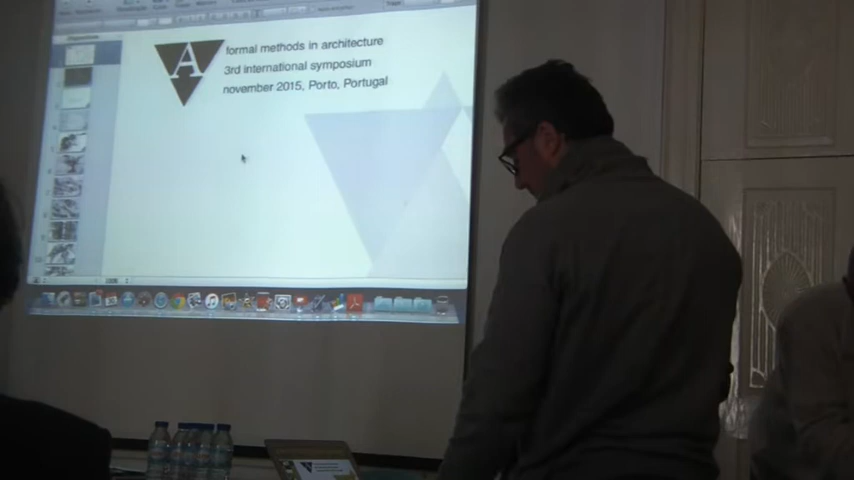 A
formal methods in architecture
3rd international symposium
november 2015, Porto, Portugal